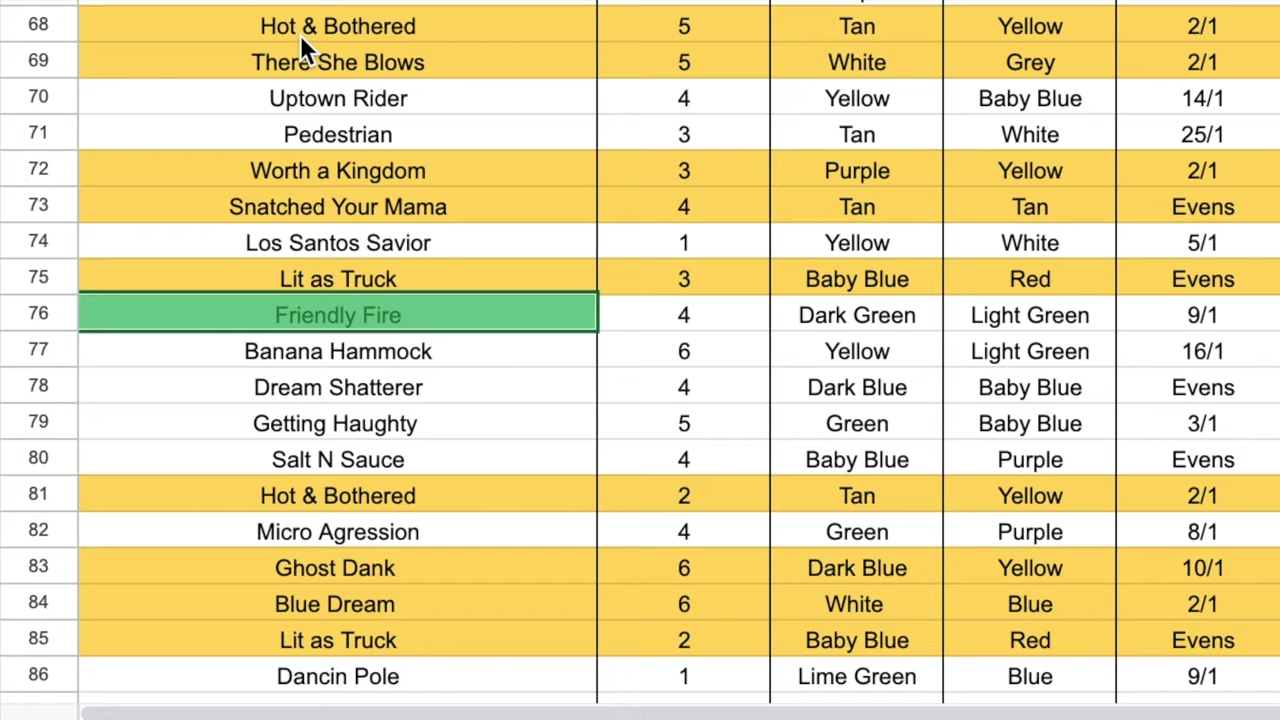 68 Hot & Bothered 5 Tan Yellow 2/1
69 There She Blows 5 White Grey 2/1
70 Uptown Rider 4 Yellow Baby Blue 14/1
71 Pedestrian 3 Tan White 25/1
72 Worth a Kingdom 3 Purple Yellow 2/1
73 Snatched Your Mama 4 Tan Tan Evens
74 Los Santos Savior 1 Yellow White 5/1
75 Lit as Truck 3 Baby Blue Red Evens
76 Friendly Fire 4 Dark Green Light Green 9/1
77 Banana Hammock 6 Yellow Light Green 16/1
78 Dream Shatterer 4 Dark Blue Baby Blue Evens
79 Getting Haughty 5 Green Baby Blue 3/1
80 Salt N Sauce 4 Baby Blue Purple Evens
81 Hot & Bothered 2 Tan Yellow 2/1
82 Micro Agression 4 Green Purple 8/1
83 Ghost Dank 6 Dark Blue Yellow 10/1
84 Blue Dream 6 White Blue 2/1
85 Lit as Truck 2 Baby Blue Red Evens
86 Dancin Pole 1 Lime Green Blue 9/1